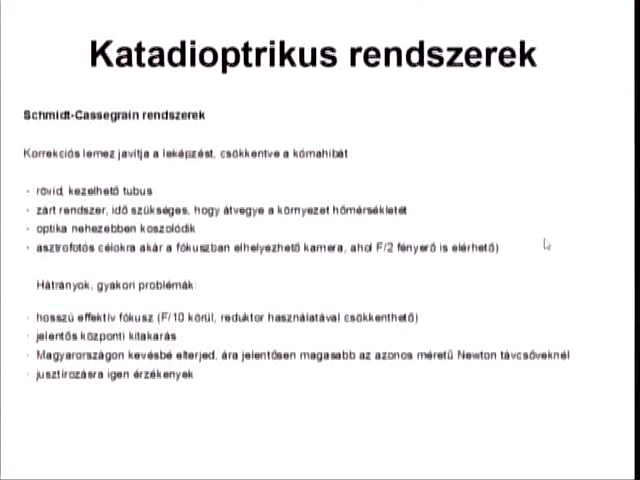 Katadioptrikus rendszerek
Schmidt-Cassegrain rendszerek
Korrekciós lemez javítja a leképzést, csökkentve a kómahibát
· rövid, kezelhető tubus
· zárt rendszer, idő szükséges, hogy átvegye a környezet hőmérsékletét
· optika nehezebben koszolódik
· asztrofotós célokra akár a fókuszban elhelyezhető kamera, ahol F/2 fényerő is elérhető)
Hátrányok, gyakori problémák:
· hosszú effektív fókusz (F/10 körül, reduktor használatával csökkenthető)
· jelentős központi kitakarás
· Magyarországon kevésbé elterjed, ára jelentősen magasabb az azonos méretű Newton távcsöveknél
· jusztírozásra igen érzékenyek